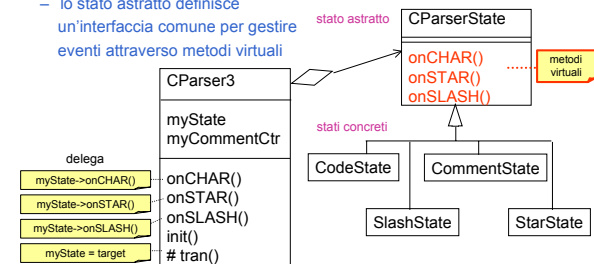 – lo stato astratto definisce
un'interfaccia comune per gestire
eventi attraverso metodi virtuali
stato astratto
CParserState
onCHAR()
onSTAR()
onSLASH()
metodi
virtuali
CParser3
myState
myCommentCtr
onCHAR()
onSTAR()
onSLASH()
init()
# tran()
delega
myState->onCHAR()
myState->onSTAR()
myState->onSLASH()
myState = target
stati concreti
CodeState
CommentState
SlashState
StarState